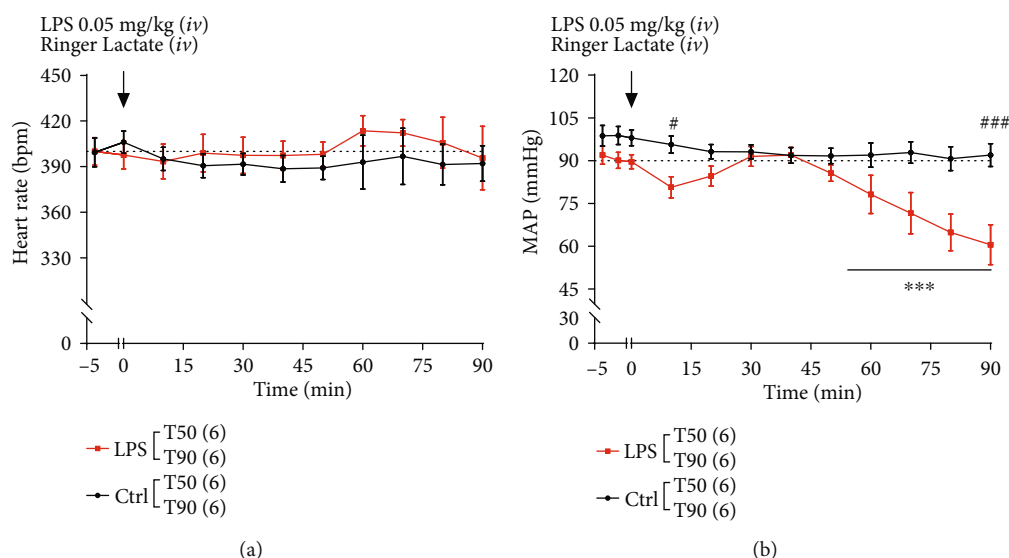 LPS 0.05 mg/kg (iv)
Ringer Lactate (iv)
450
420
390
360
330
0
Heart rate (bpm)
−5 0 15 30 45 60 75 90
Time (min)
LPS T50 (6)
T90 (6)
Ctrl T50 (6)
T90 (6)
(a)
LPS 0.05 mg/kg (iv)
Ringer Lactate (iv)
120
105
90
75
60
45
30
0
MAP (mmHg)
#
###
***
−5 0 15 30 45 60 75 90
Time (min)
LPS T50 (6)
T90 (6)
Ctrl T50 (6)
T90 (6)
(b)